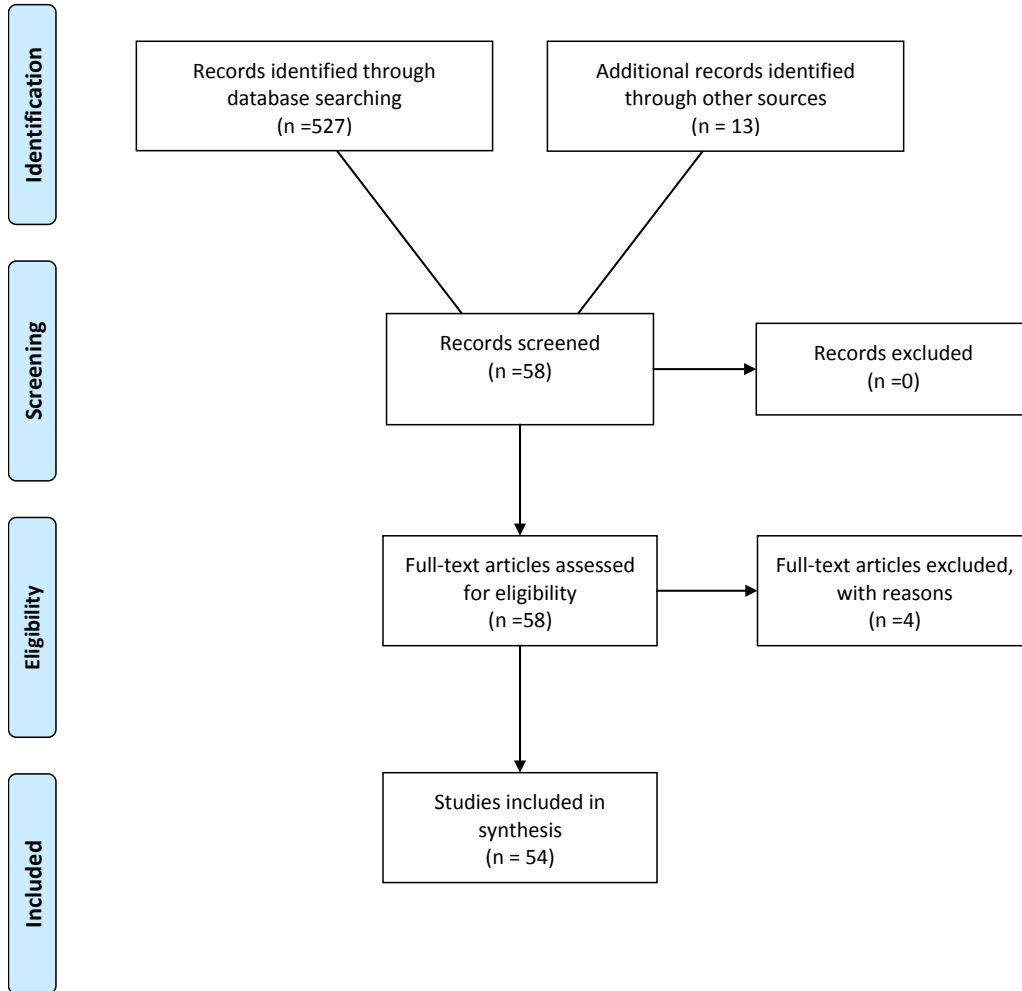 Identification
Records identified through
database searching
(n =527)
Additional records identified
through other sources
(n = 13)
Screening
Records screened
(n =58)
Records excluded
(n =0)
Eligibility
Full-text articles assessed
for eligibility
(n =58)
Full-text articles excluded,
with reasons
(n =4)
Included
Studies included in
synthesis
(n = 54)